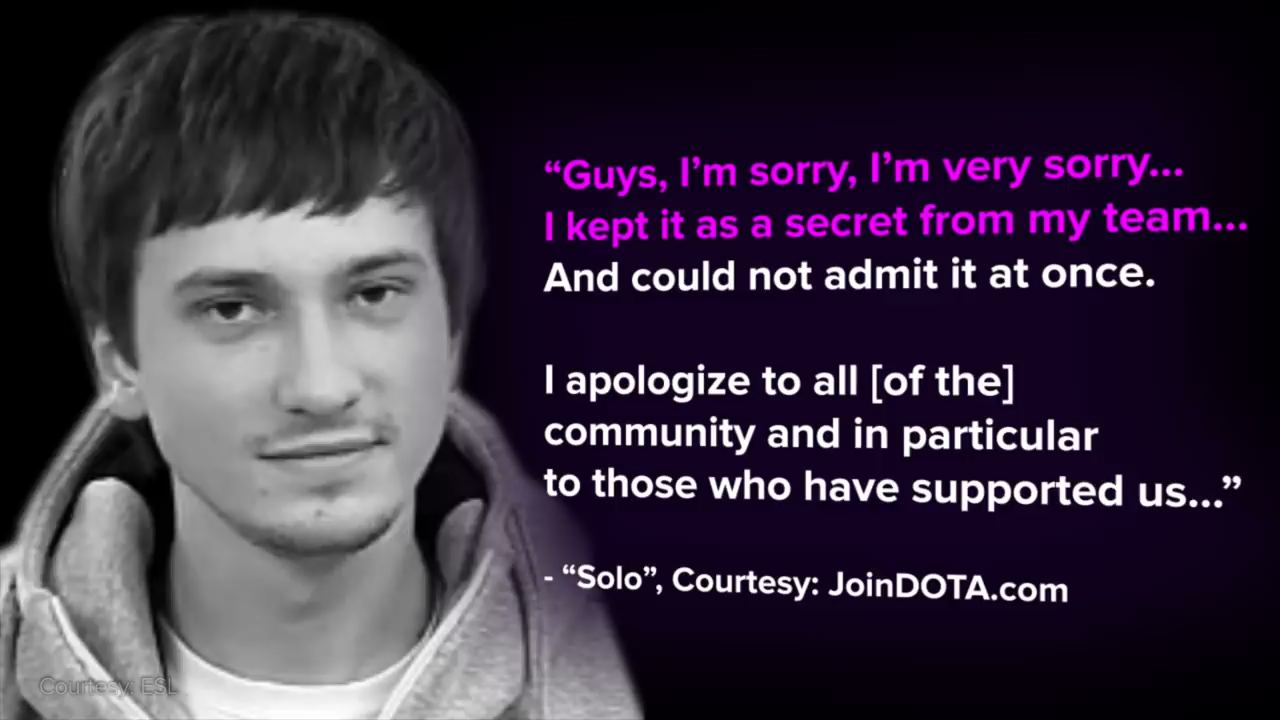 “Guys, I’m sorry, I’m very sorry...
I kept it as a secret from my team...
And could not admit it at once.
I apologize to all [of the]
community and in particular
to those who have supported us...”
- “Solo”, Courtesy: JoinDOTA.com
Courtesy: ESL